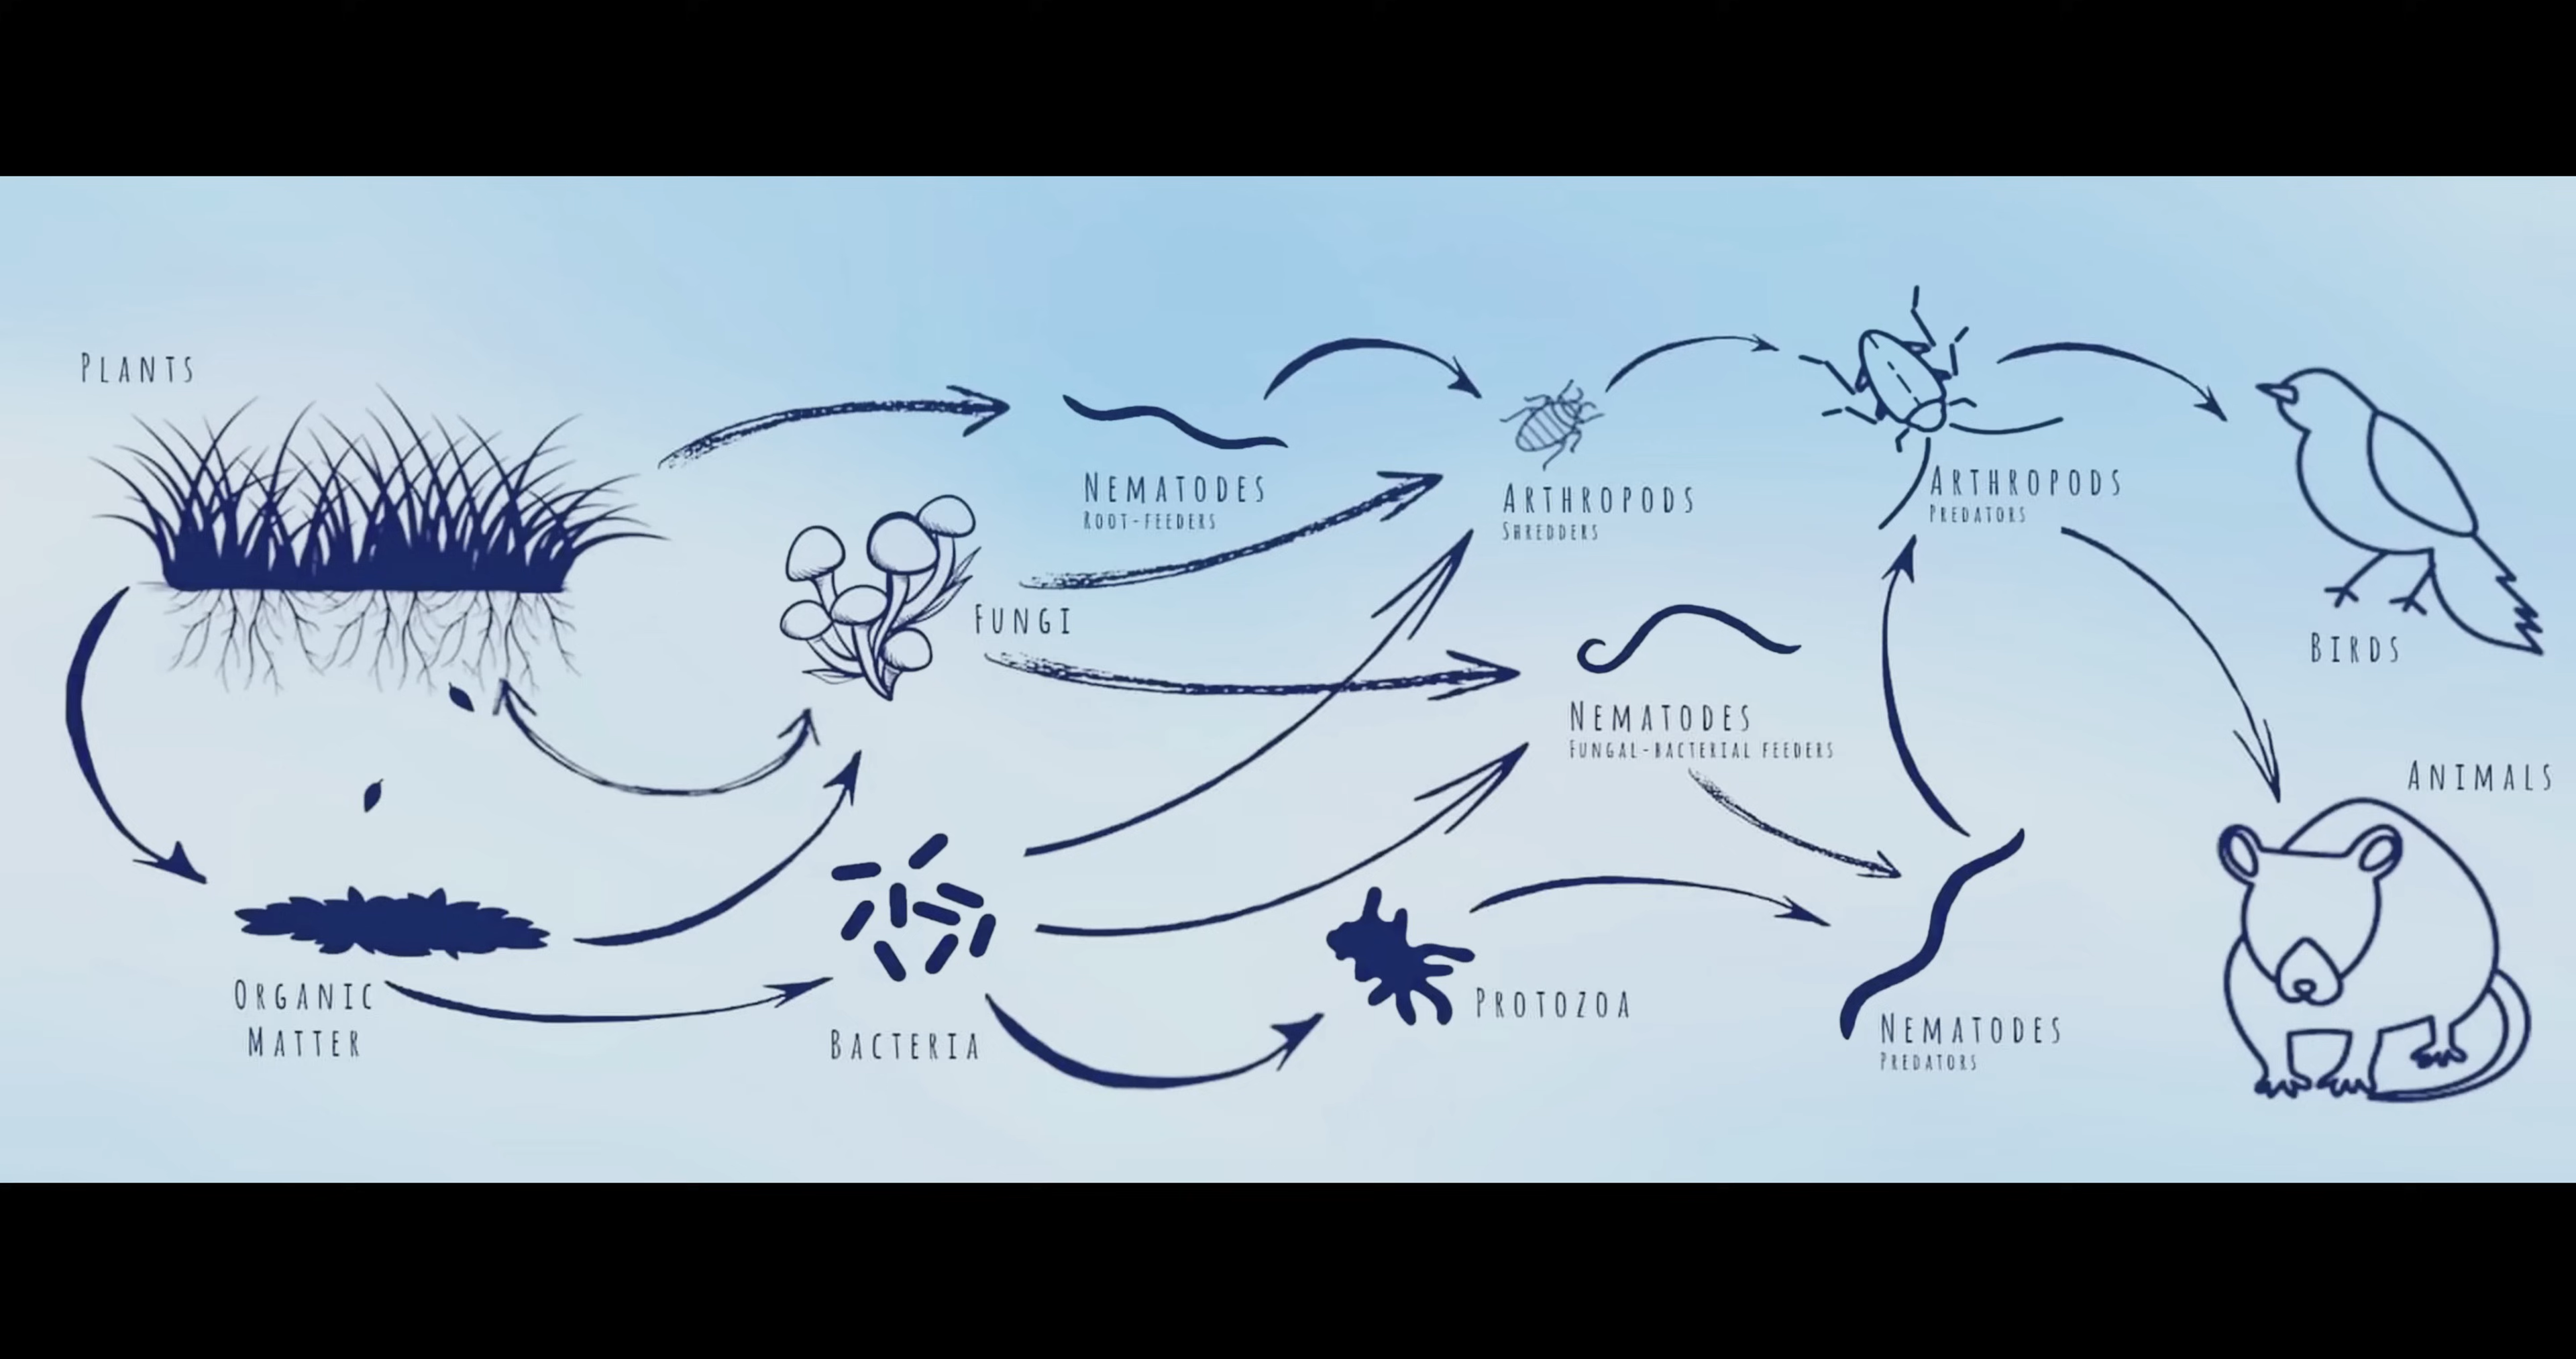 PLANTS
NEMATODES
ROOT-FEEDERS
ARTHROPODS
SHREDDERS
ARTHROPODS
PREDATORS
FUNGI
BIRDS
NEMATODES
FUNGAL-BACTERIAL FEEDERS
ANIMALS
ORGANIC
MATTER
BACTERIA
PROTOZOA
NEMATODES
PREDATORS